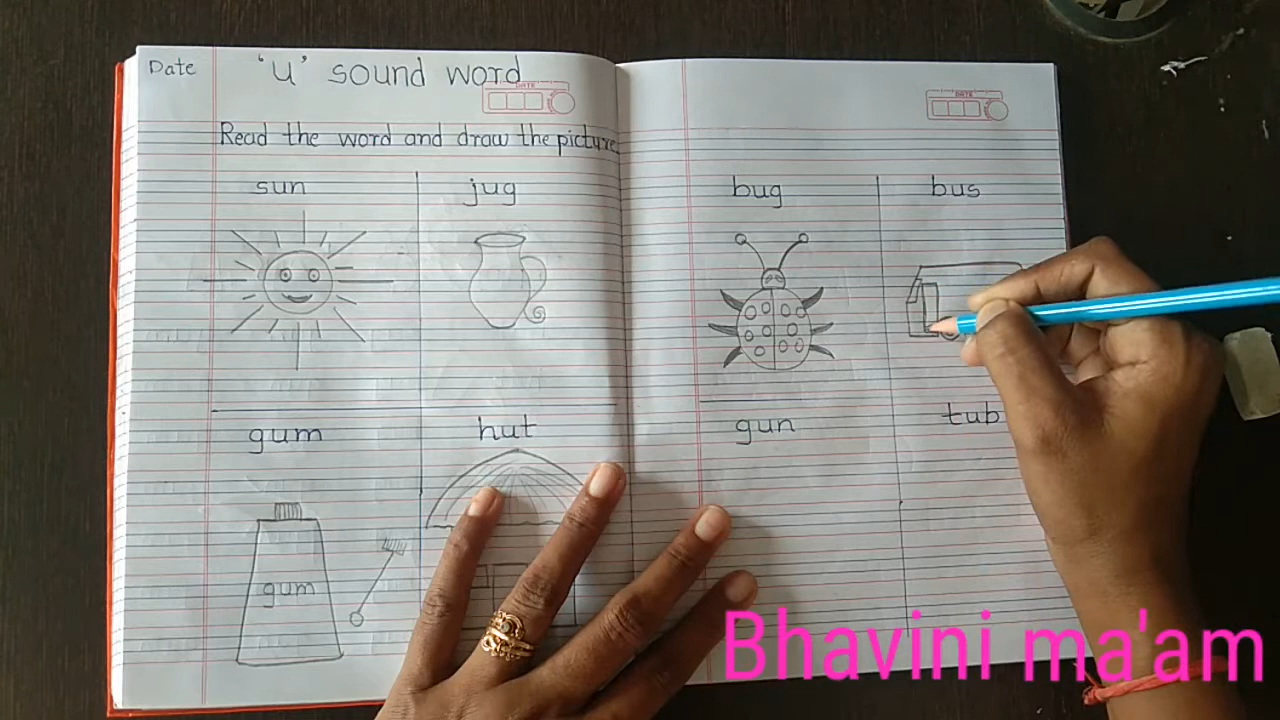 Date 'u' sound word
DATE
Read the word and draw the picture.
sun jug
gum hut
gum
DATE
bug bus
gun tub
Bhavini ma'am